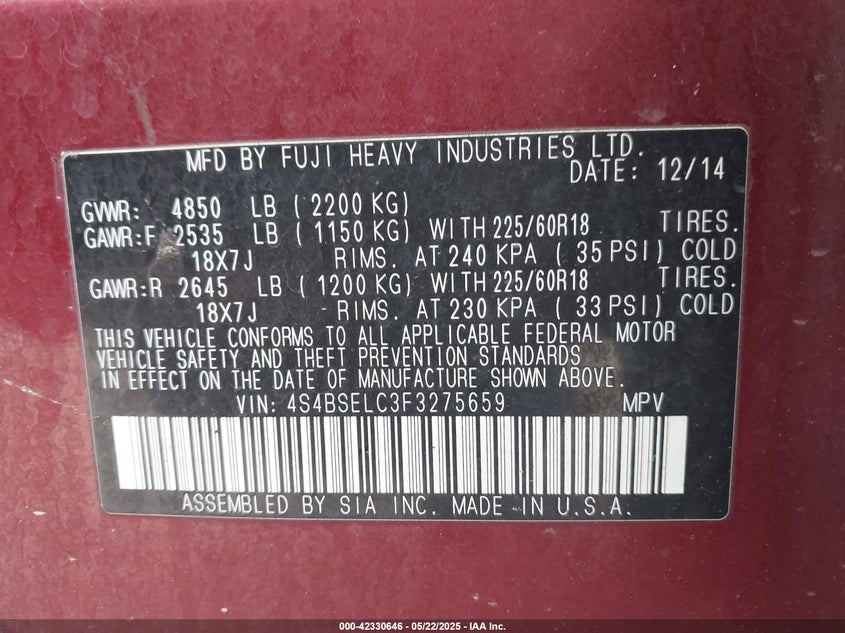 MFD BY FUJI HEAVY INDUSTRIES LTD.
DATE: 12/14
GVWR: 4850 LB ( 2200 KG)
GAWR:F 2535 LB ( 1150 KG) WITH 225/60R18 TIRES.
18X7J RIMS. AT 240 KPA ( 35 PSI) COLD
GAWR:R 2645 LB ( 1200 KG) WITH 225/60R18 TIRES.
18X7J RIMS. AT 230 KPA ( 33 PSI) COLD
THIS VEHICLE CONFORMS TO ALL APPLICABLE FEDERAL MOTOR
VEHICLE SAFETY AND THEFT PREVENTION STANDARDS
IN EFFECT ON THE DATE OF MANUFACTURE SHOWN ABOVE.
VIN: 4S4BSELC3F3275659 MPV
ASSEMBLED BY SIA INC. MADE IN U.S.A.
000-42330646 - 05/22/2025 - IAA Inc.